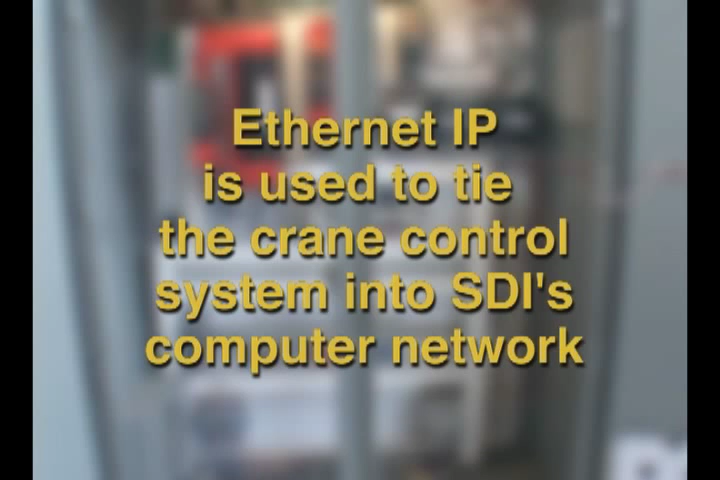 Ethernet IP
is used to tie
the crane control
system into SDI's
computer network